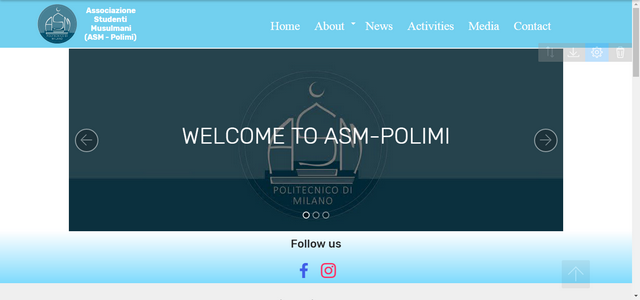 Associazione
Studenti
Musulmani
(ASM - Polimi)
Home About News Activities Media Contact
WELCOME TO ASM-POLIMI
POLITECNICO DI
MILANO
Follow us